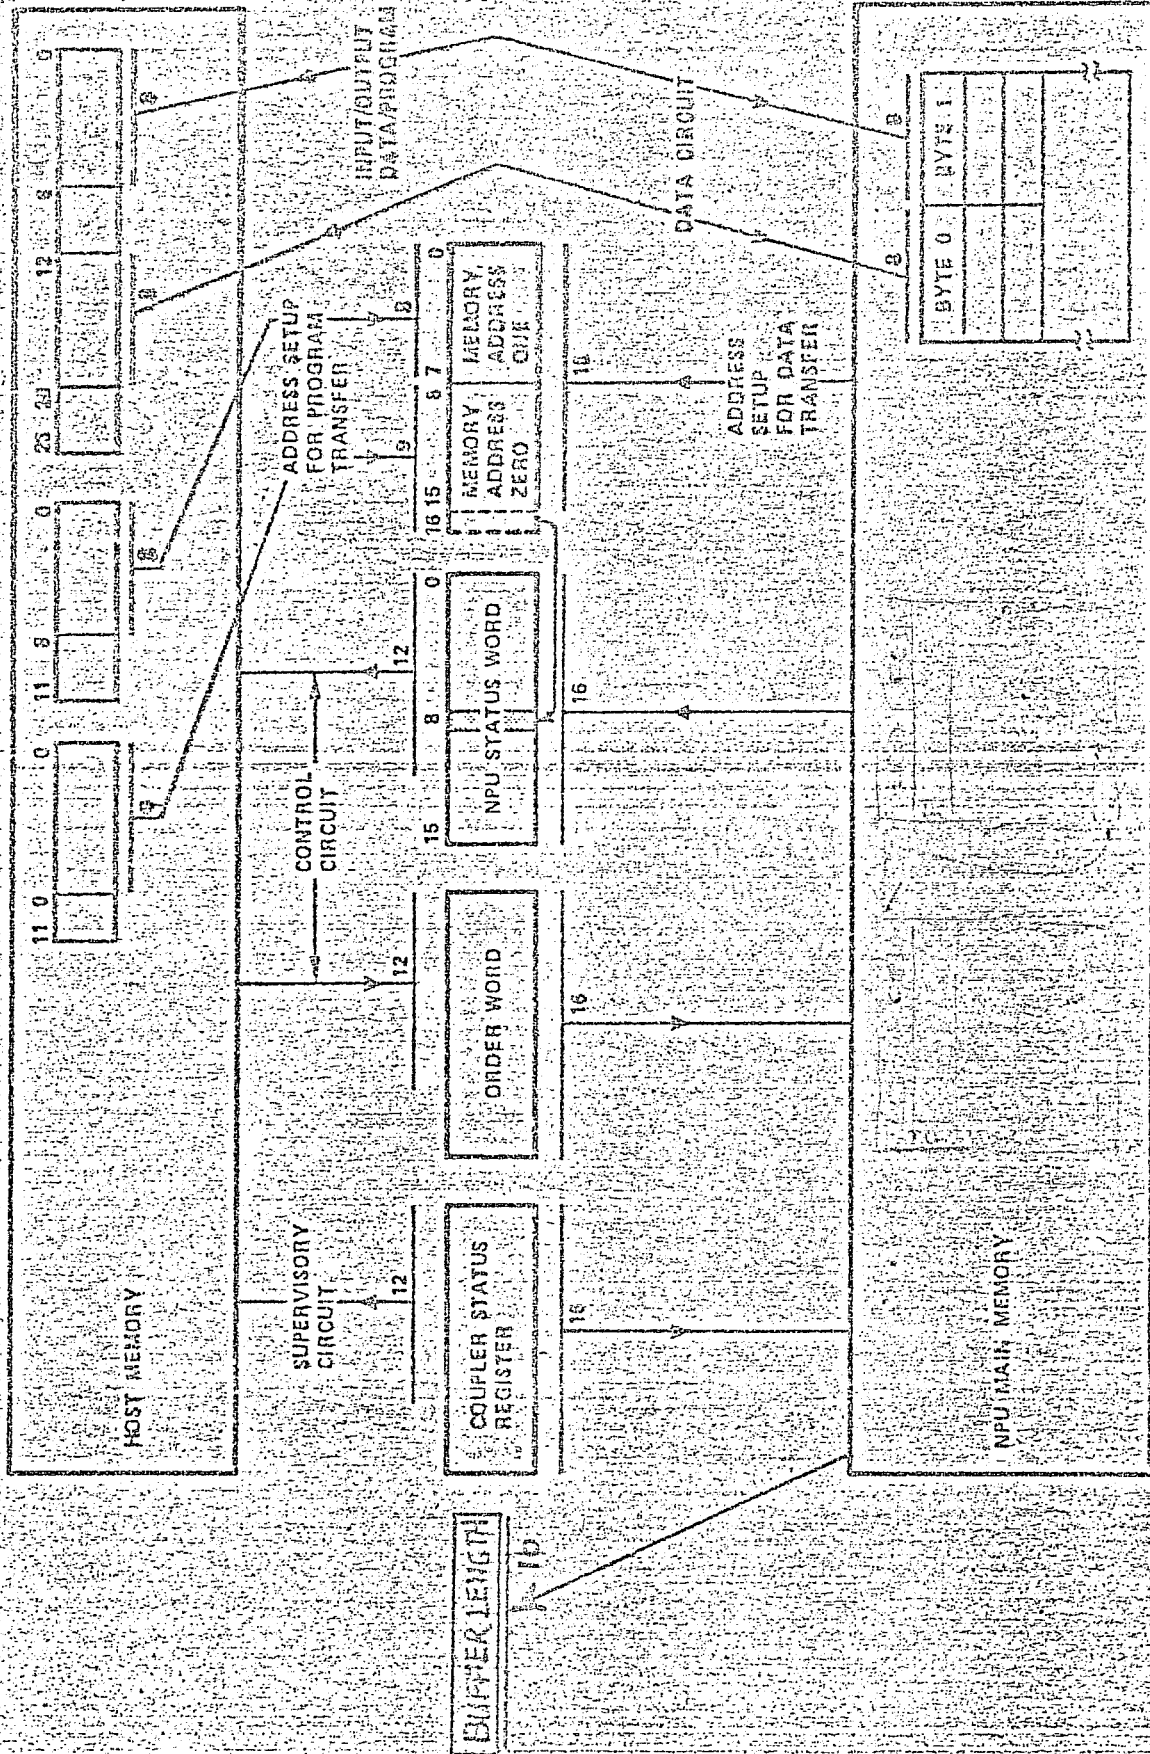 HOST MEMORY
11 0 0
11 8 0
23 20 12 8 0
8
8
8
SUPERVISORY
CIRCUIT
12
CONTROL
CIRCUIT
12
12
ADDRESS SETUP
FOR PROGRAM
TRANSFER
9
8
INPUT/OUTPUT
DATA/PROGRAM
BUFFER LENGTH
10
COUPLER STATUS
REGISTER
16
ORDER WORD
16
15 8 0
NPU STATUS WORD
16
16 15 8 7 0
MEMORY
ADDRESS
ZERO
MEMORY
ADDRESS
ONE
ADDRESS
SETUP
FOR DATA
TRANSFER
DATA CIRCUIT
8
8
BYTE 0
BYTE 1
NPU MAIN MEMORY